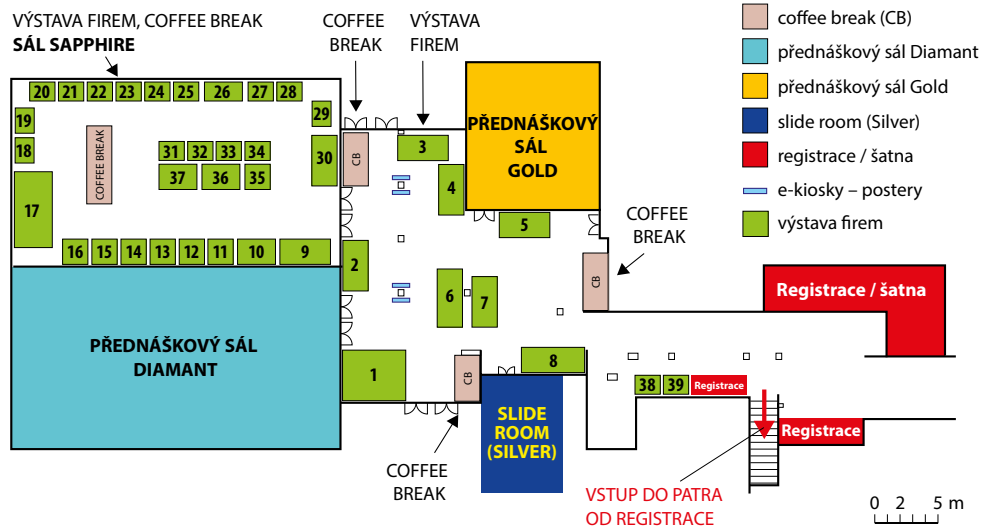 VÝSTAVA FIREM, COFFEE BREAK
SÁL SAPPHIRE
COFFEE
BREAK
VÝSTAVA
FIREM
coffee break (CB)
přednáškový sál Diamant
přednáškový sál Gold
slide room (Silver)
registrace / šatna
e-kiosky – postery
výstava firem
20 21 22 23 24 25 26 27 28
19
18
17
COFFEE BREAK
31 32 33 34
37 36 35
29
30
16 15 14 13 12 11 10 9
CB
3
4
PŘEDNÁŠKOVÝ
SÁL
GOLD
5
COFFEE
BREAK
CB
2
6
7
Registrace / šatna
PŘEDNÁŠKOVÝ SÁL
DIAMANT
1
CB
8
38 39 Registrace
SLIDE
ROOM
(SILVER)
Registrace
COFFEE
BREAK
VSTUP DO PATRA
OD REGISTRACE
0 2 5 m